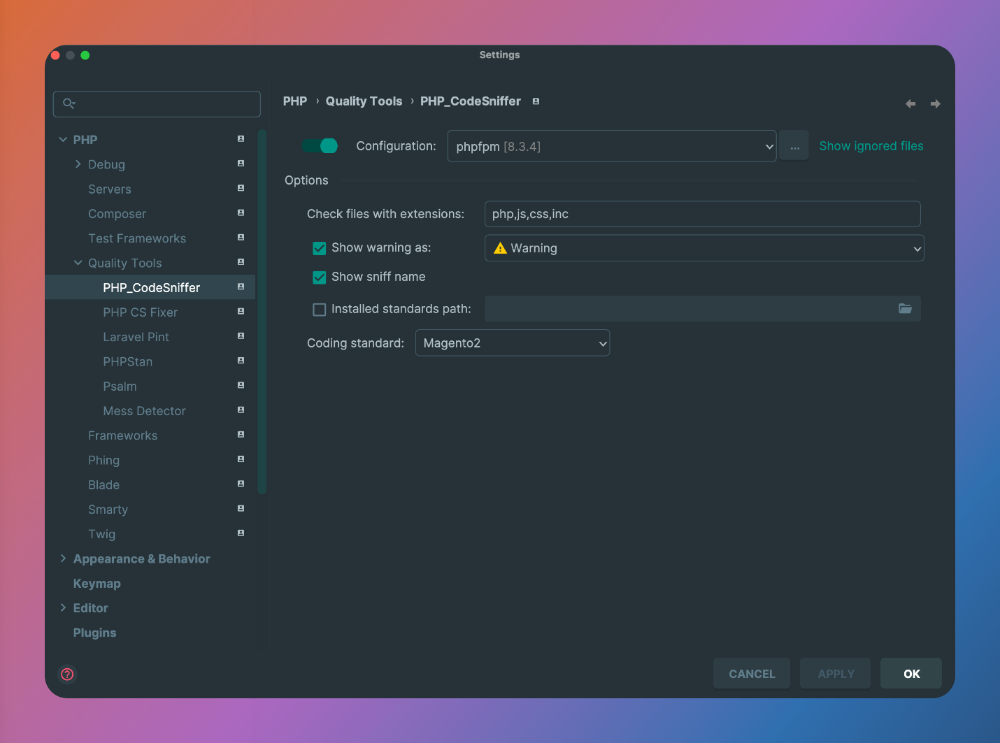 Settings
PHP › Quality Tools › PHP_CodeSniffer
PHP
Debug
Servers
Composer
Test Frameworks
Quality Tools
PHP_CodeSniffer
PHP CS Fixer
Laravel Pint
PHPStan
Psalm
Mess Detector
Frameworks
Phing
Blade
Smarty
Twig
Appearance & Behavior
Keymap
Editor
Plugins
Configuration: phpfpm [8.3.4] ... Show ignored files
Options
Check files with extensions: php,js,css,inc
Show warning as: Warning
Show sniff name
Installed standards path:
Coding standard: Magento2
? CANCEL APPLY OK